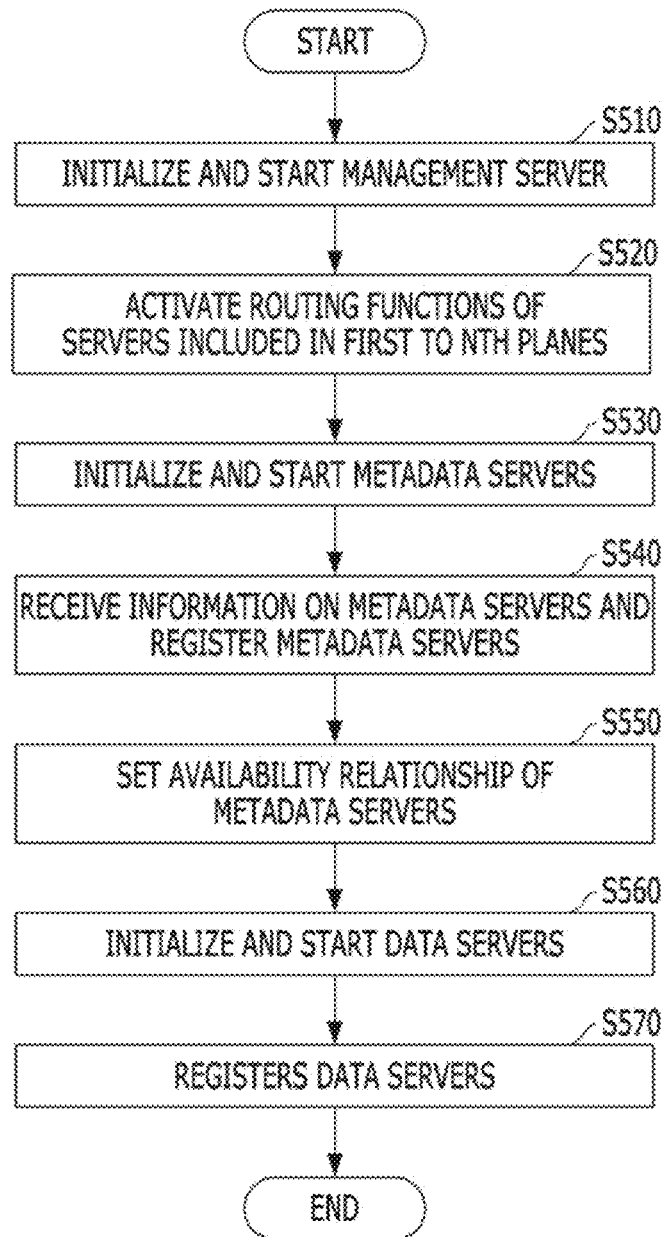 START
S510
INITIALIZE AND START MANAGEMENT SERVER
S520
ACTIVATE ROUTING FUNCTIONS OF
SERVERS INCLUDED IN FIRST TO NTH PLANES
S530
INITIALIZE AND START METADATA SERVERS
S540
RECEIVE INFORMATION ON METADATA SERVERS AND
REGISTER METADATA SERVERS
S550
SET AVAILABILITY RELATIONSHIP OF
METADATA SERVERS
S560
INITIALIZE AND START DATA SERVERS
S570
REGISTERS DATA SERVERS
END